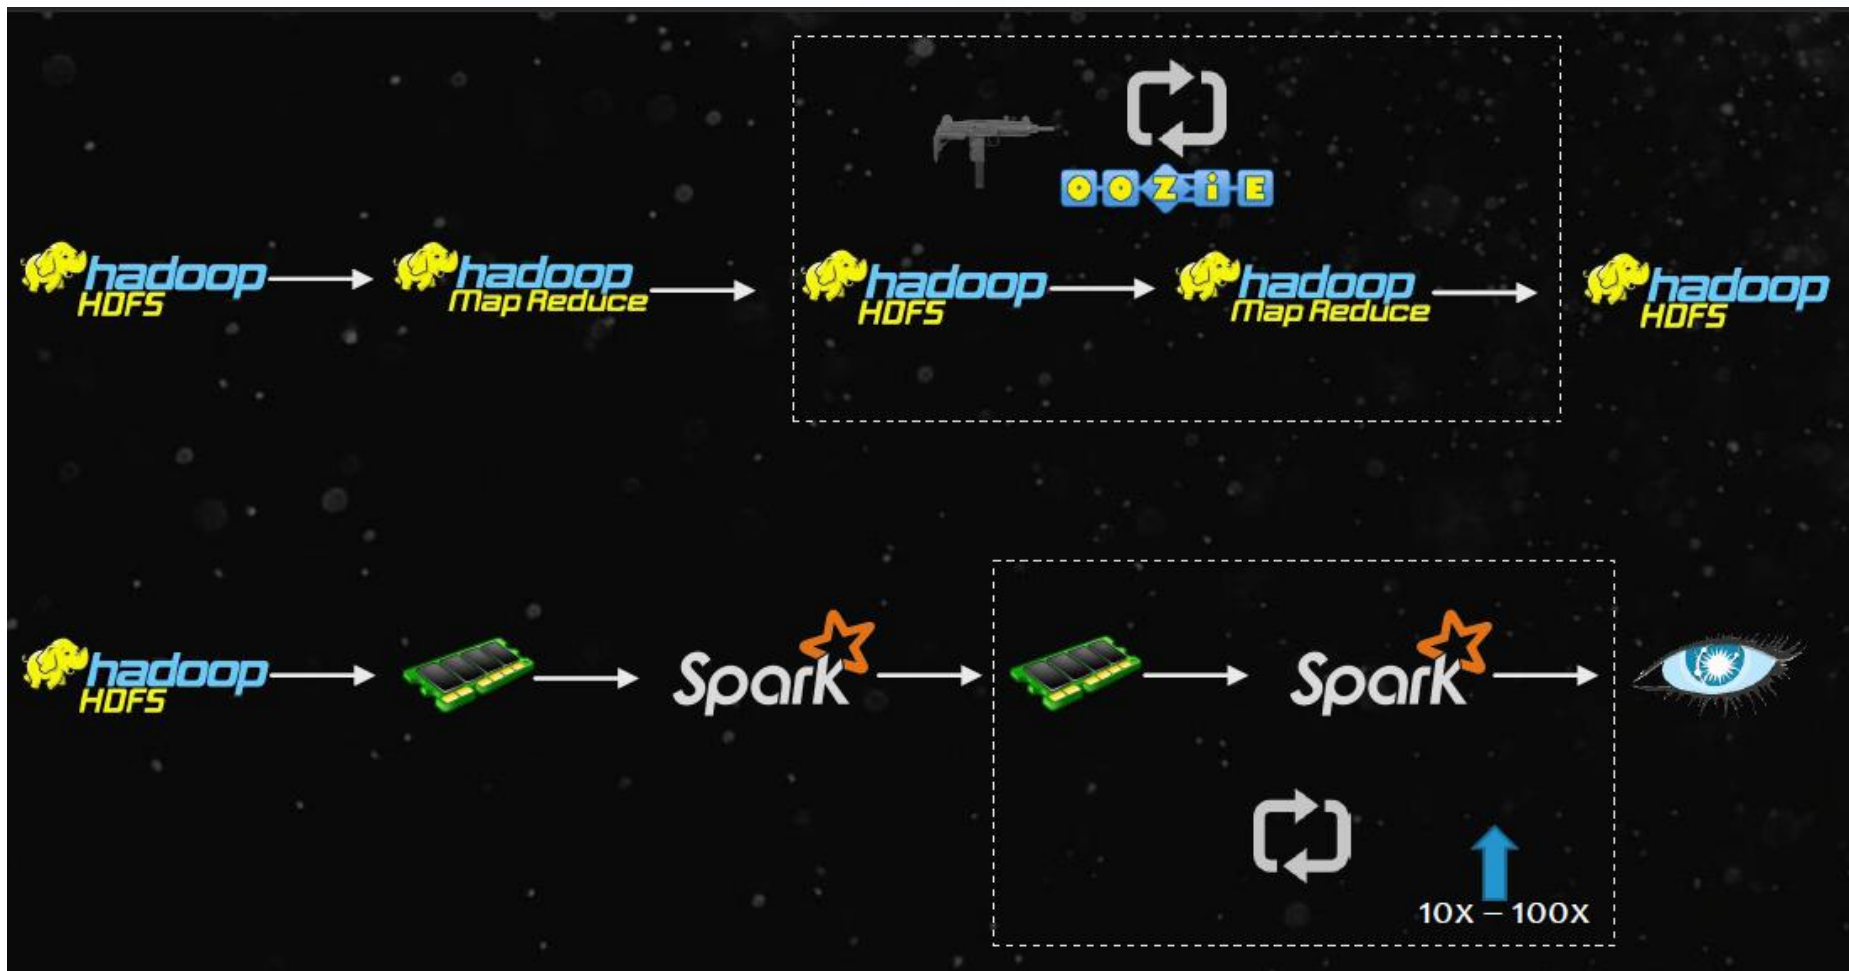 OOZiE
hadoop
HDFS
hadoop
Map Reduce
hadoop
HDFS
hadoop
Map Reduce
hadoop
HDFS
hadoop
HDFS
Spark
Spark
10x – 100x